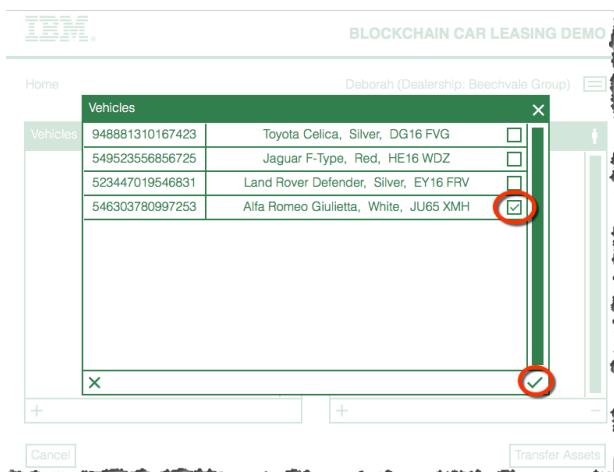 IBM.
BLOCKCHAIN CAR LEASING DEMO
Home
Deborah (Dealership: Beechvale Group)
Vehicles
Vehicles
948881310167423 Toyota Celica, Silver, DG16 FVG
549523556856725 Jaguar F-Type, Red, HE16 WDZ
523447019546831 Land Rover Defender, Silver, EY16 FRV
546303780997253 Alfa Romeo Giulietta, White, JU65 XMH
Cancel
Transfer Assets